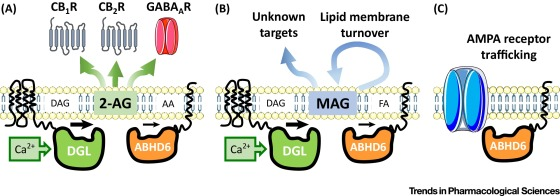 (A) CB1R CB2R GABAAR
DAG 2-AG AA
Ca2+ DGL ABHD6
(B) Unknown targets
Lipid membrane turnover
DAG MAG FA
Ca2+ DGL ABHD6
(C) AMPA receptor
trafficking
ABHD6
Trends in Pharmacological Sciences